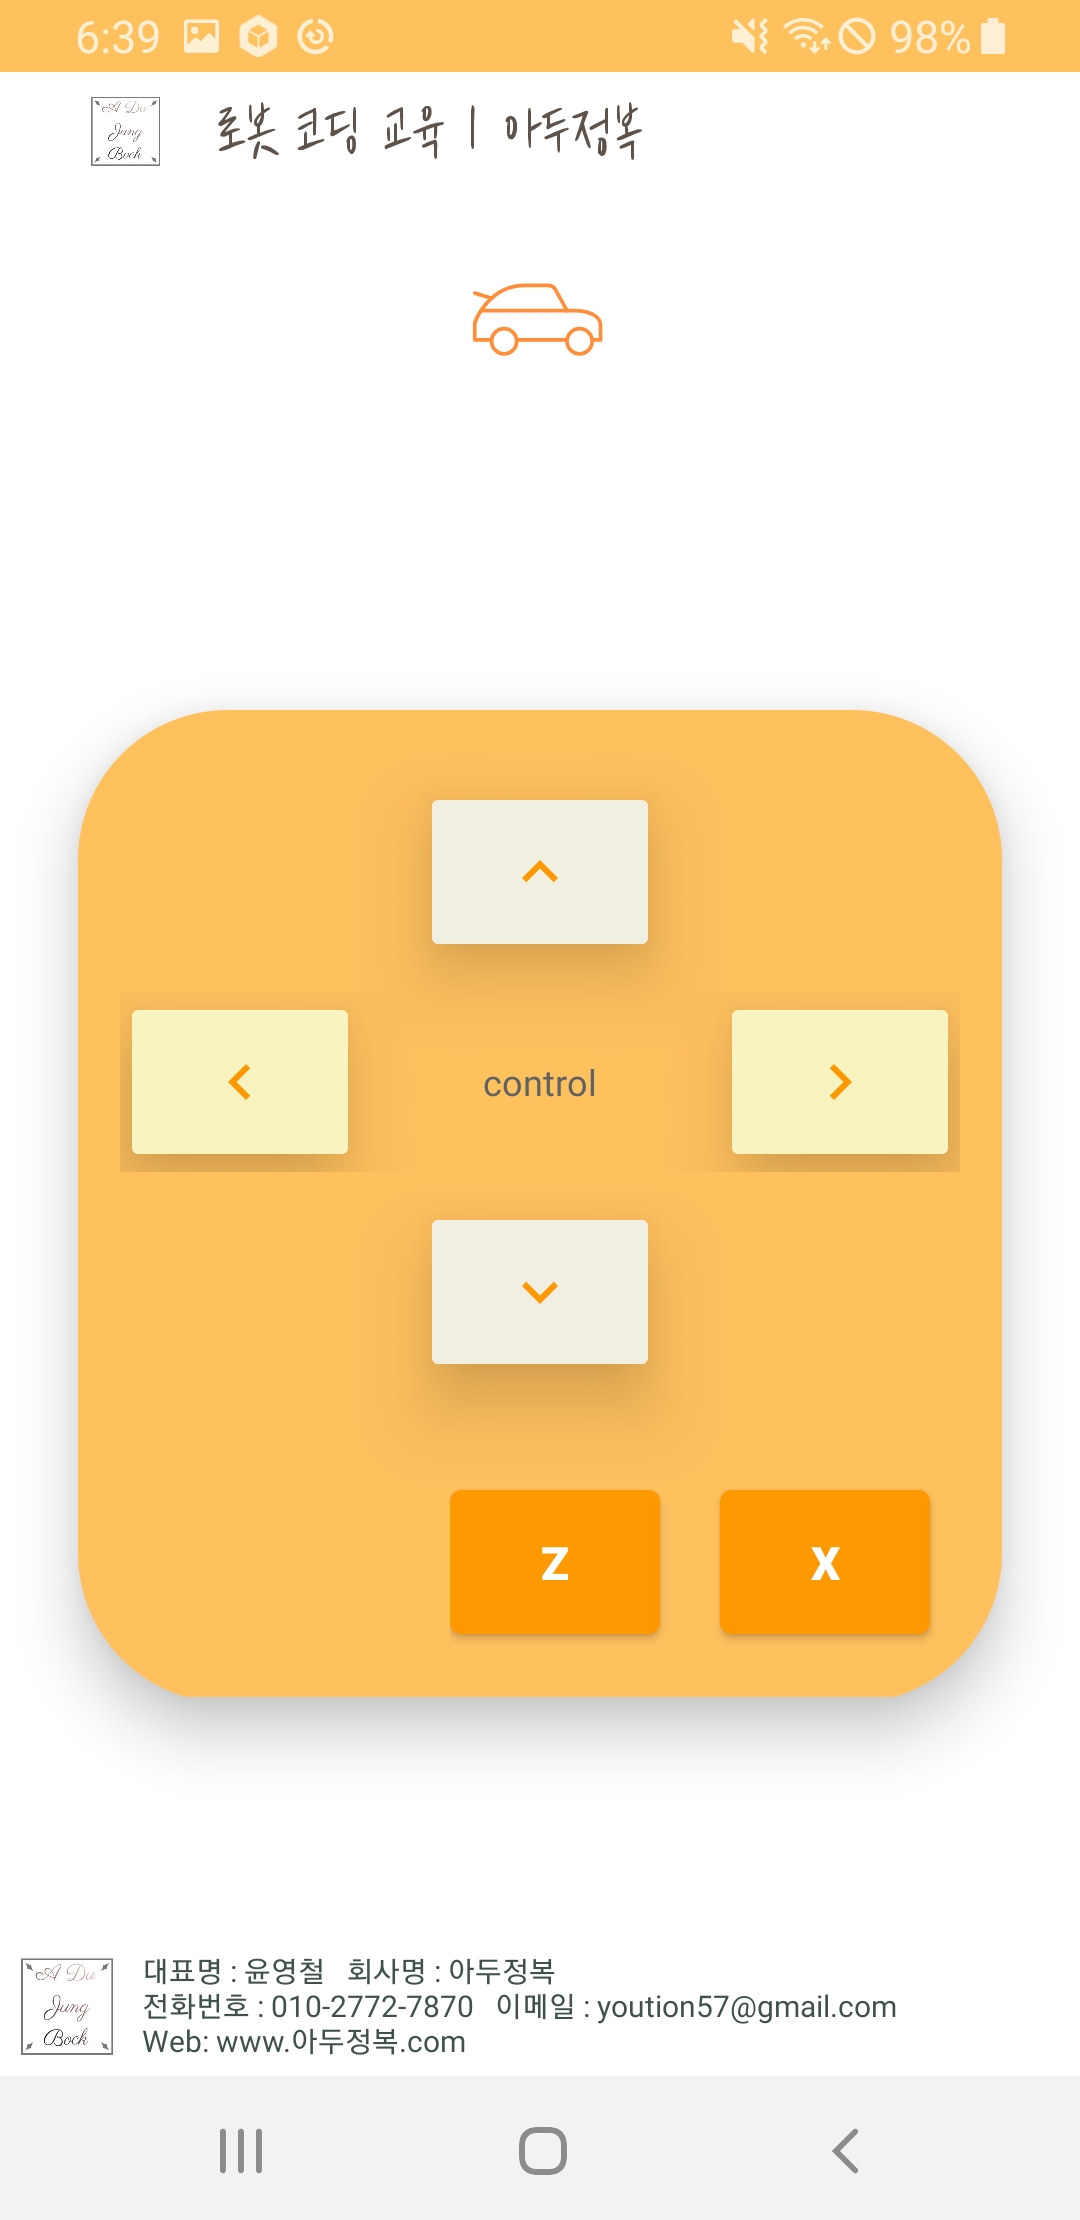 6:39 98%
A Du
Jung
Bock
로봇 코딩 교육 | 아두정복
control
Z X
A Du
Jung
Bock
대표명 : 윤영철 회사명 : 아두정복
전화번호 : 010-2772-7870 이메일 : yoution57@gmail.com
Web: www.아두정복.com